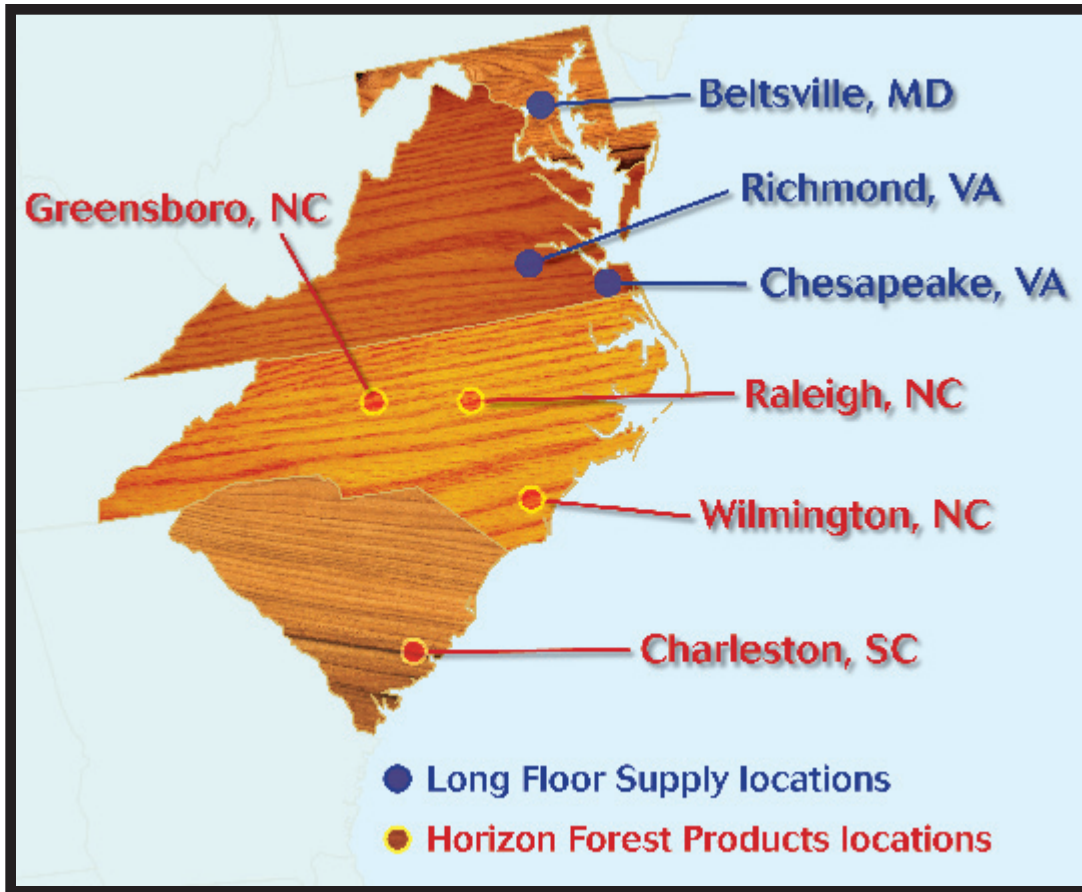 Beltsville, MD
Richmond, VA
Greensboro, NC
Chesapeake, VA
Raleigh, NC
Wilmington, NC
Charleston, SC
Long Floor Supply locations
Horizon Forest Products locations